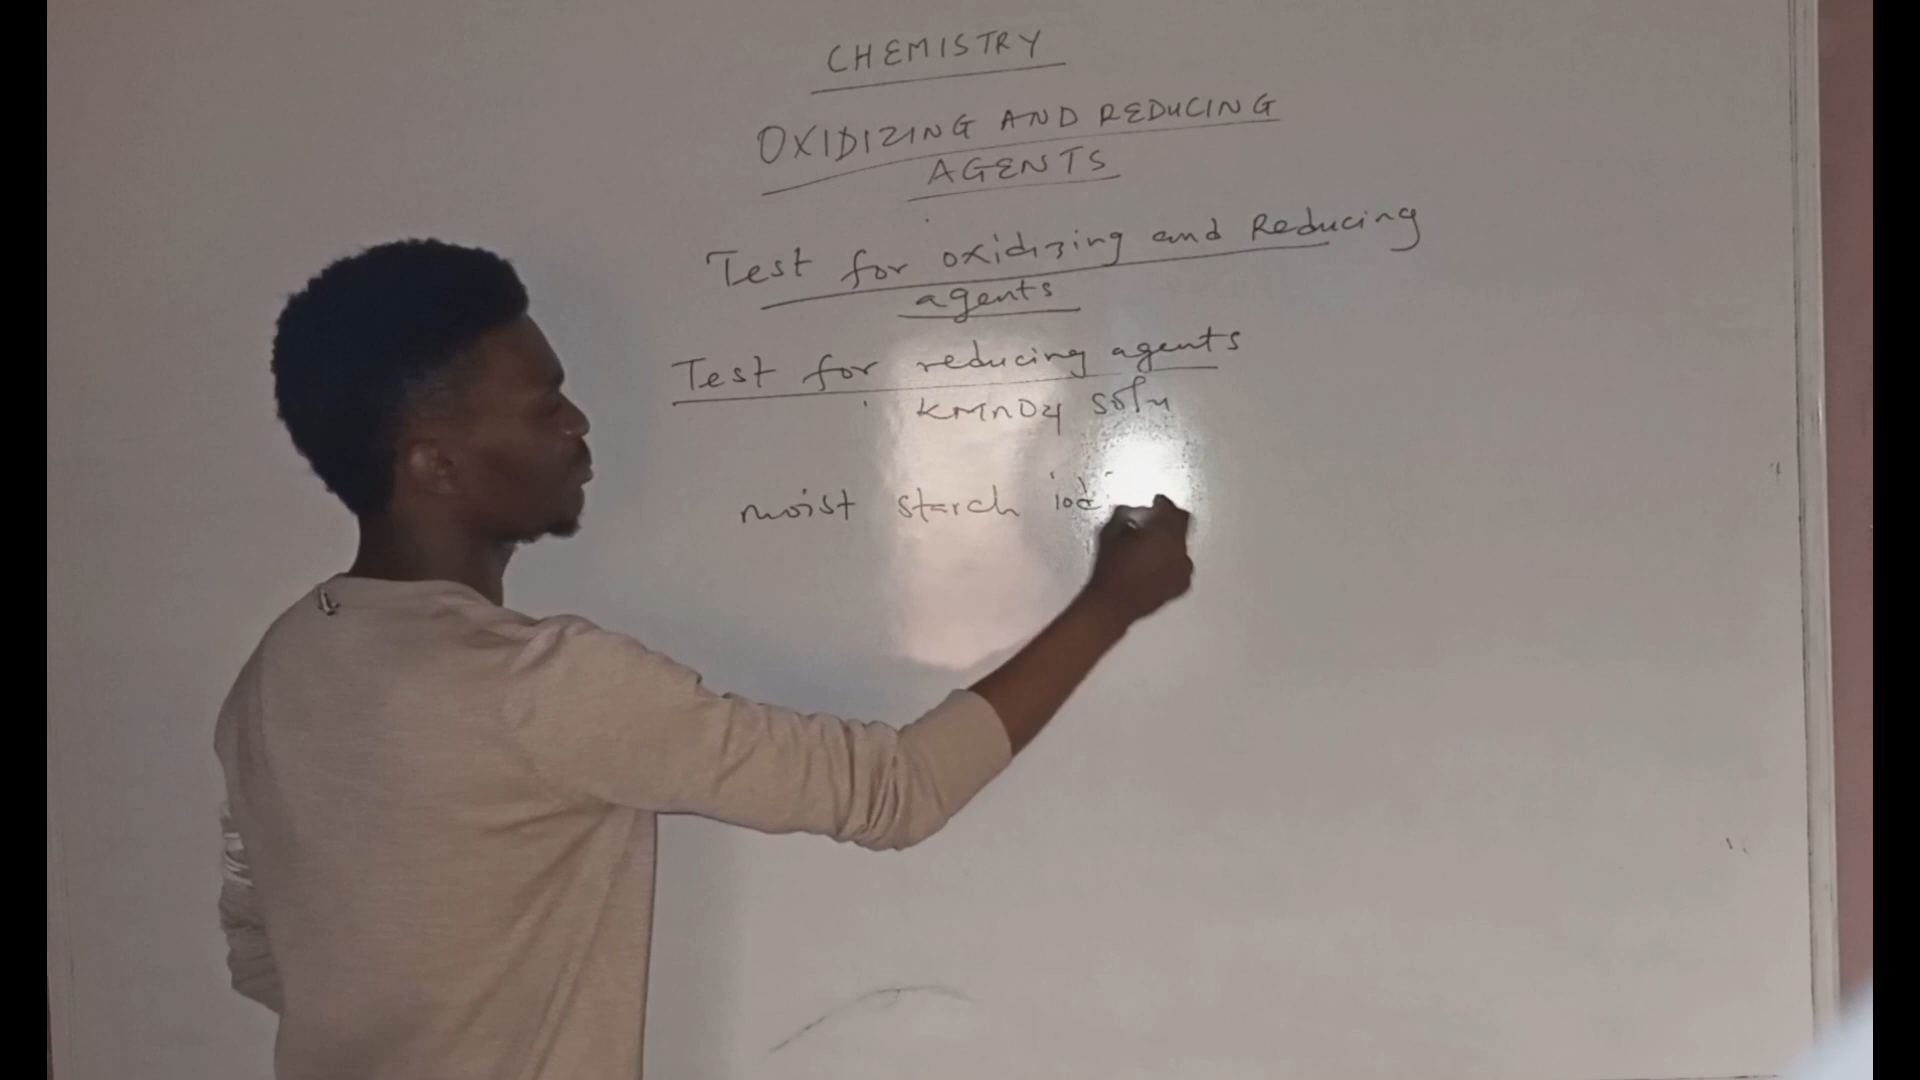 CHEMISTRY
OXIDIZING AND REDUCING
AGENTS
Test for oxidizing and Reducing
agents
Test for reducing agents
KMnO4 soln
moist starch iod